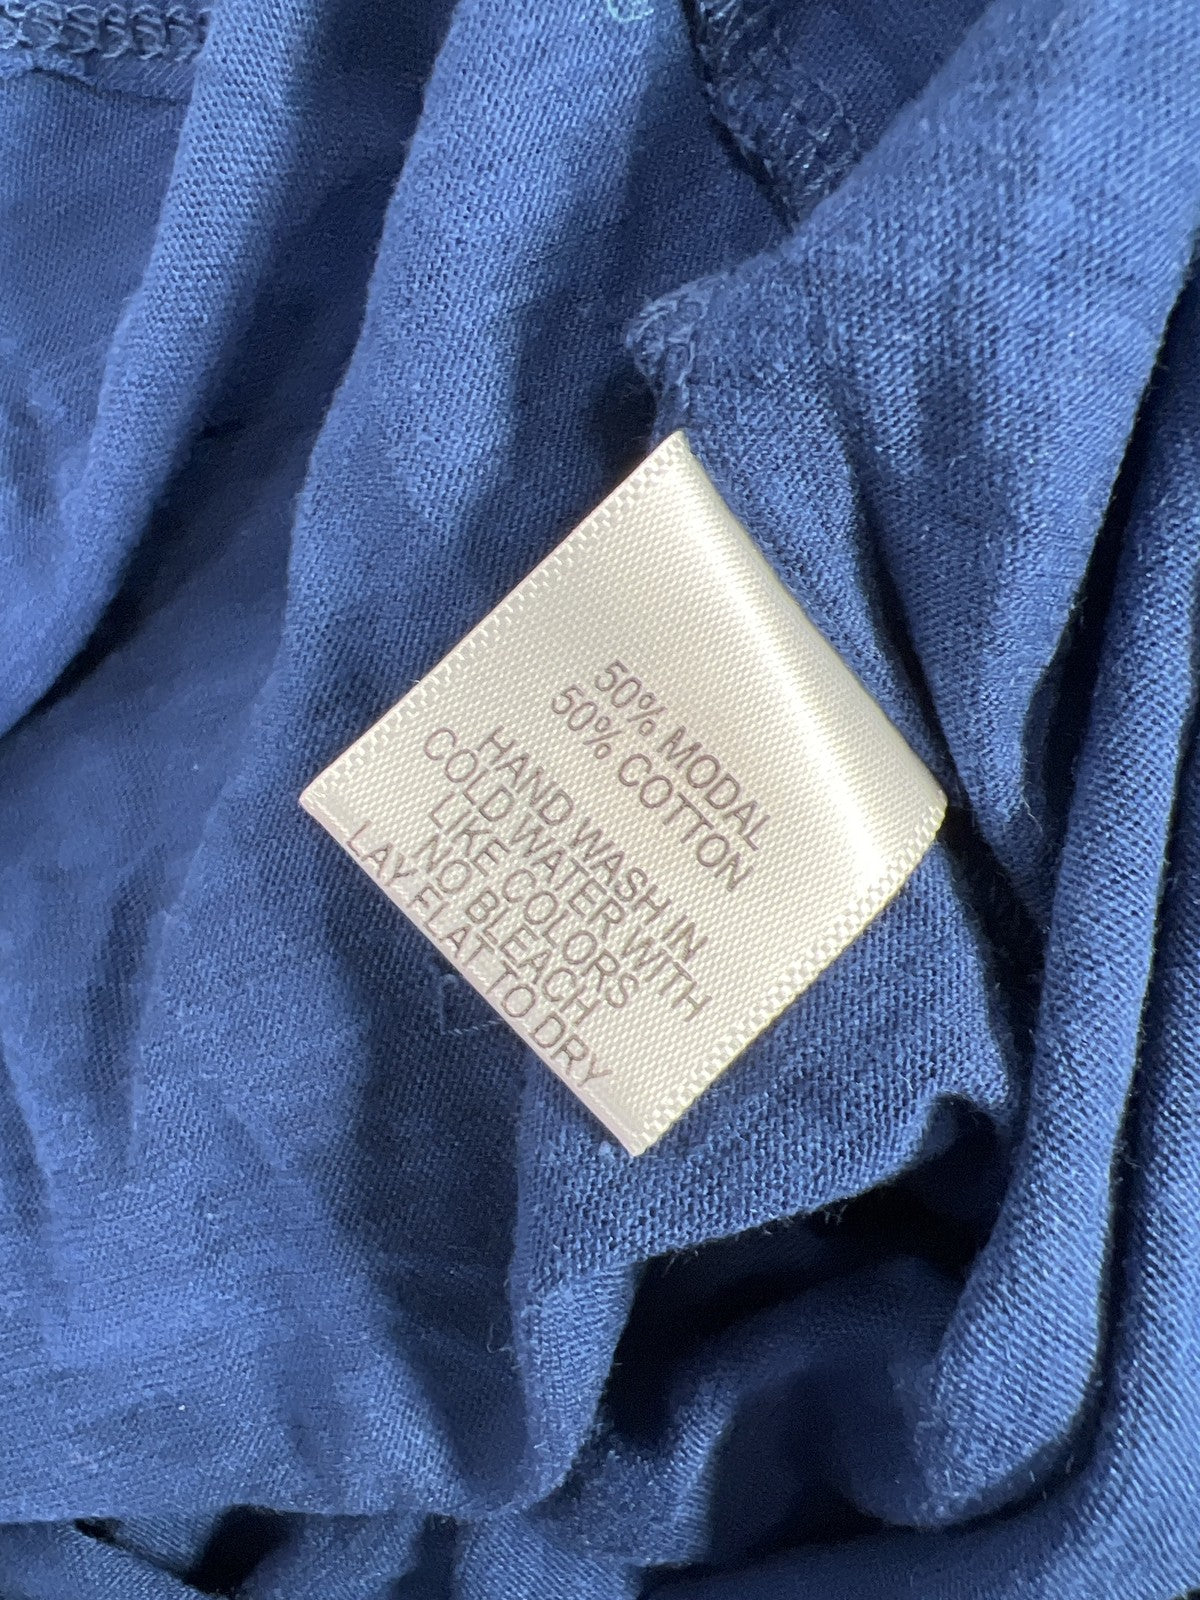 50% MODAL
50% COTTON
HAND WASH IN
COLD WATER WITH
LIKE COLORS
NO BLEACH
LAY FLAT TO DRY